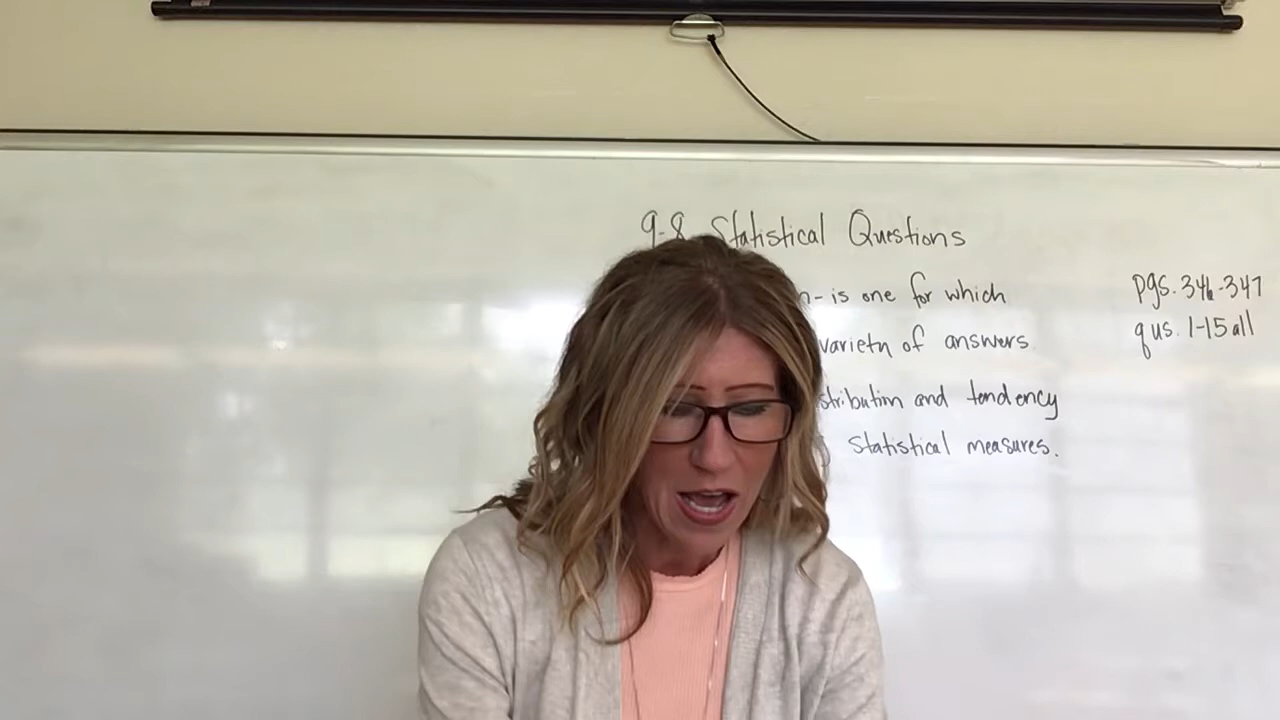 9-8 Statistical Questions
is one for which
variety of answers
and tendency
statistical measures.
pgs. 346-347
qus. 1-15 all